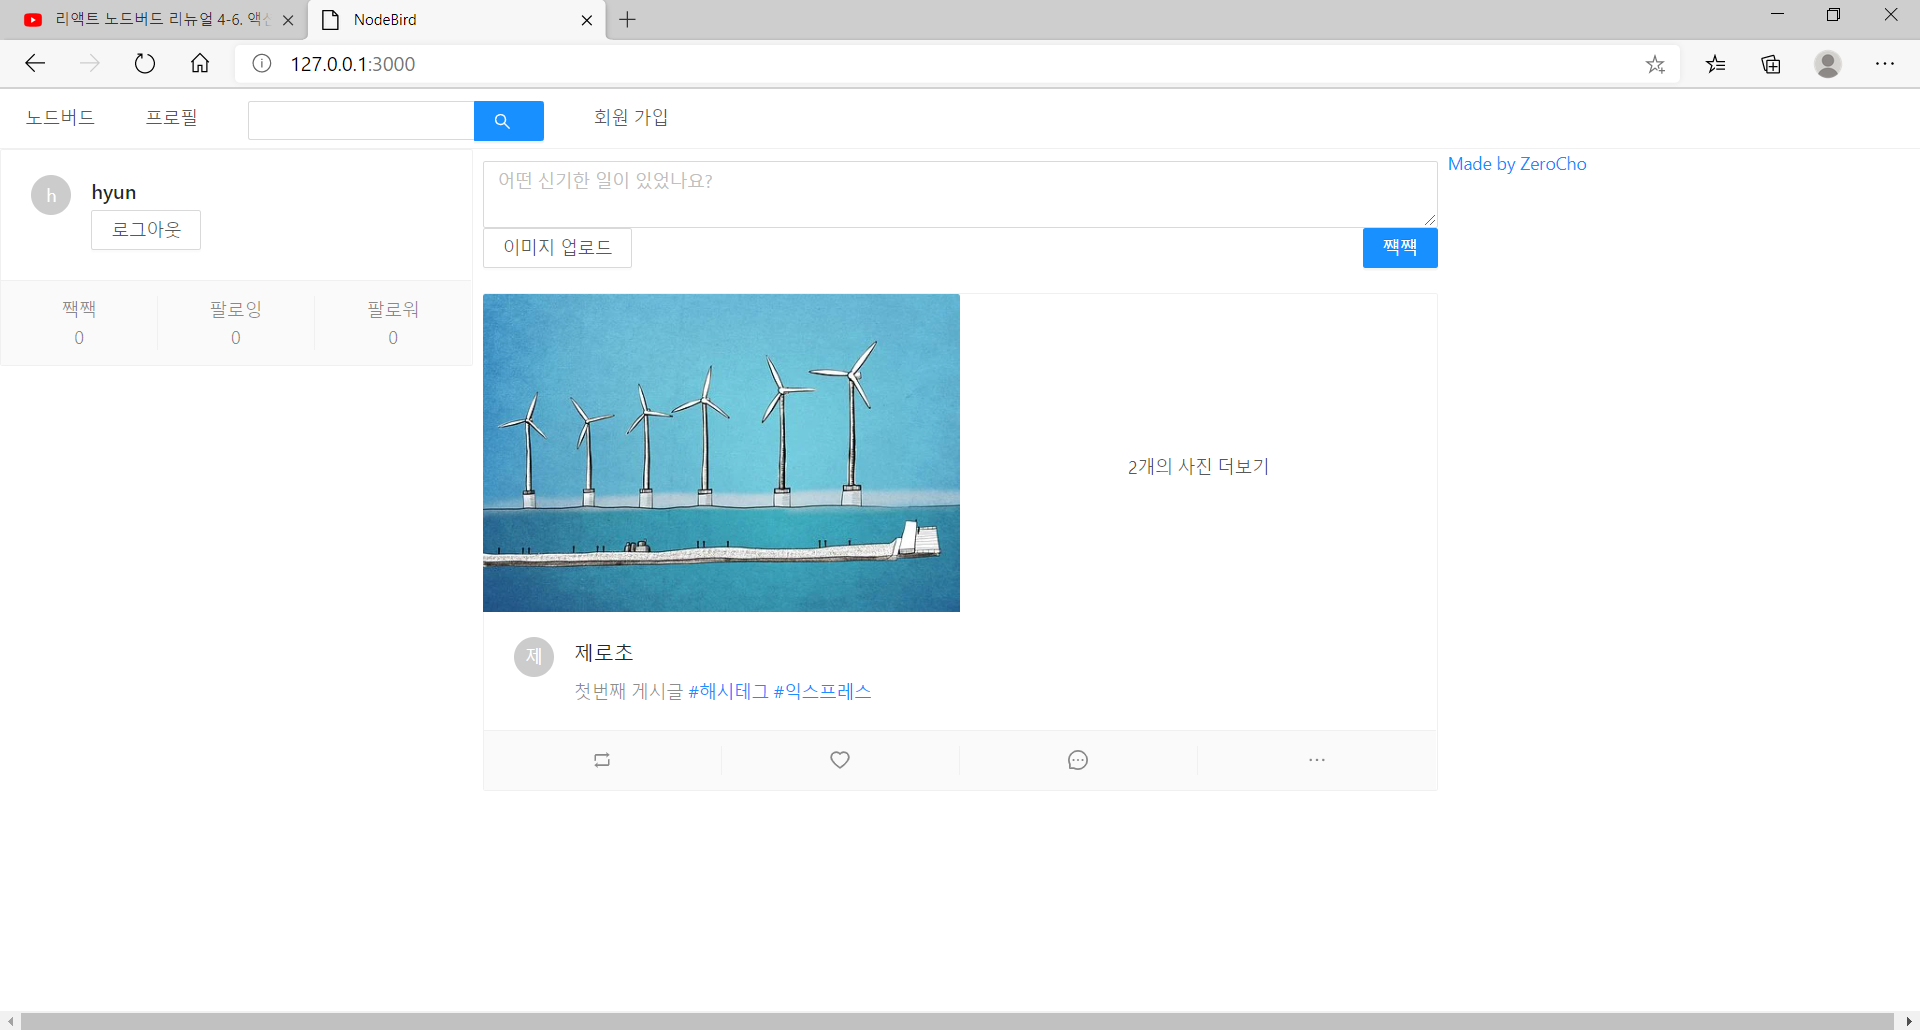 리액트 노드버드 리뉴얼 4-6. 액
NodeBird
127.0.0.1:3000
노드버드
프로필
회원 가입
h
hyun
로그아웃
짹짹
0
팔로잉
0
팔로워
0
어떤 신기한 일이 있었나요?
이미지 업로드
짹짹
Made by ZeroCho
2개의 사진 더보기
제
제로초
첫번째 게시글 #해시테그 #익스프레스